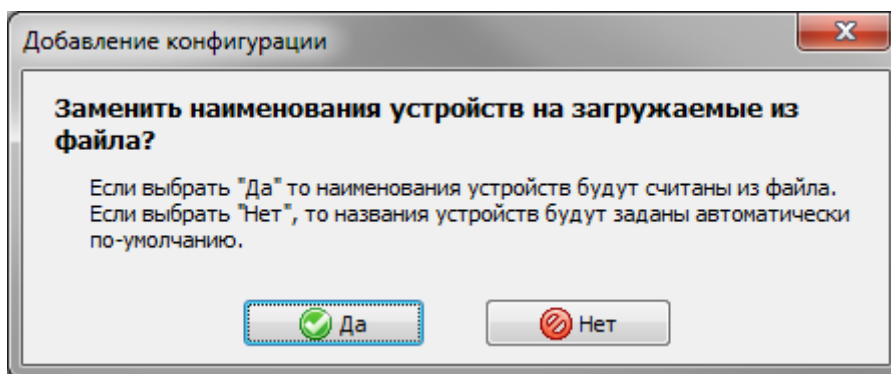 Добавление конфигурации
Заменить наименования устройств на загружаемые из
файла?
Если выбрать "Да" то наименования устройств будут считаны из файла.
Если выбрать "Нет", то названия устройств будут заданы автоматически
по-умолчанию.
Да
Нет